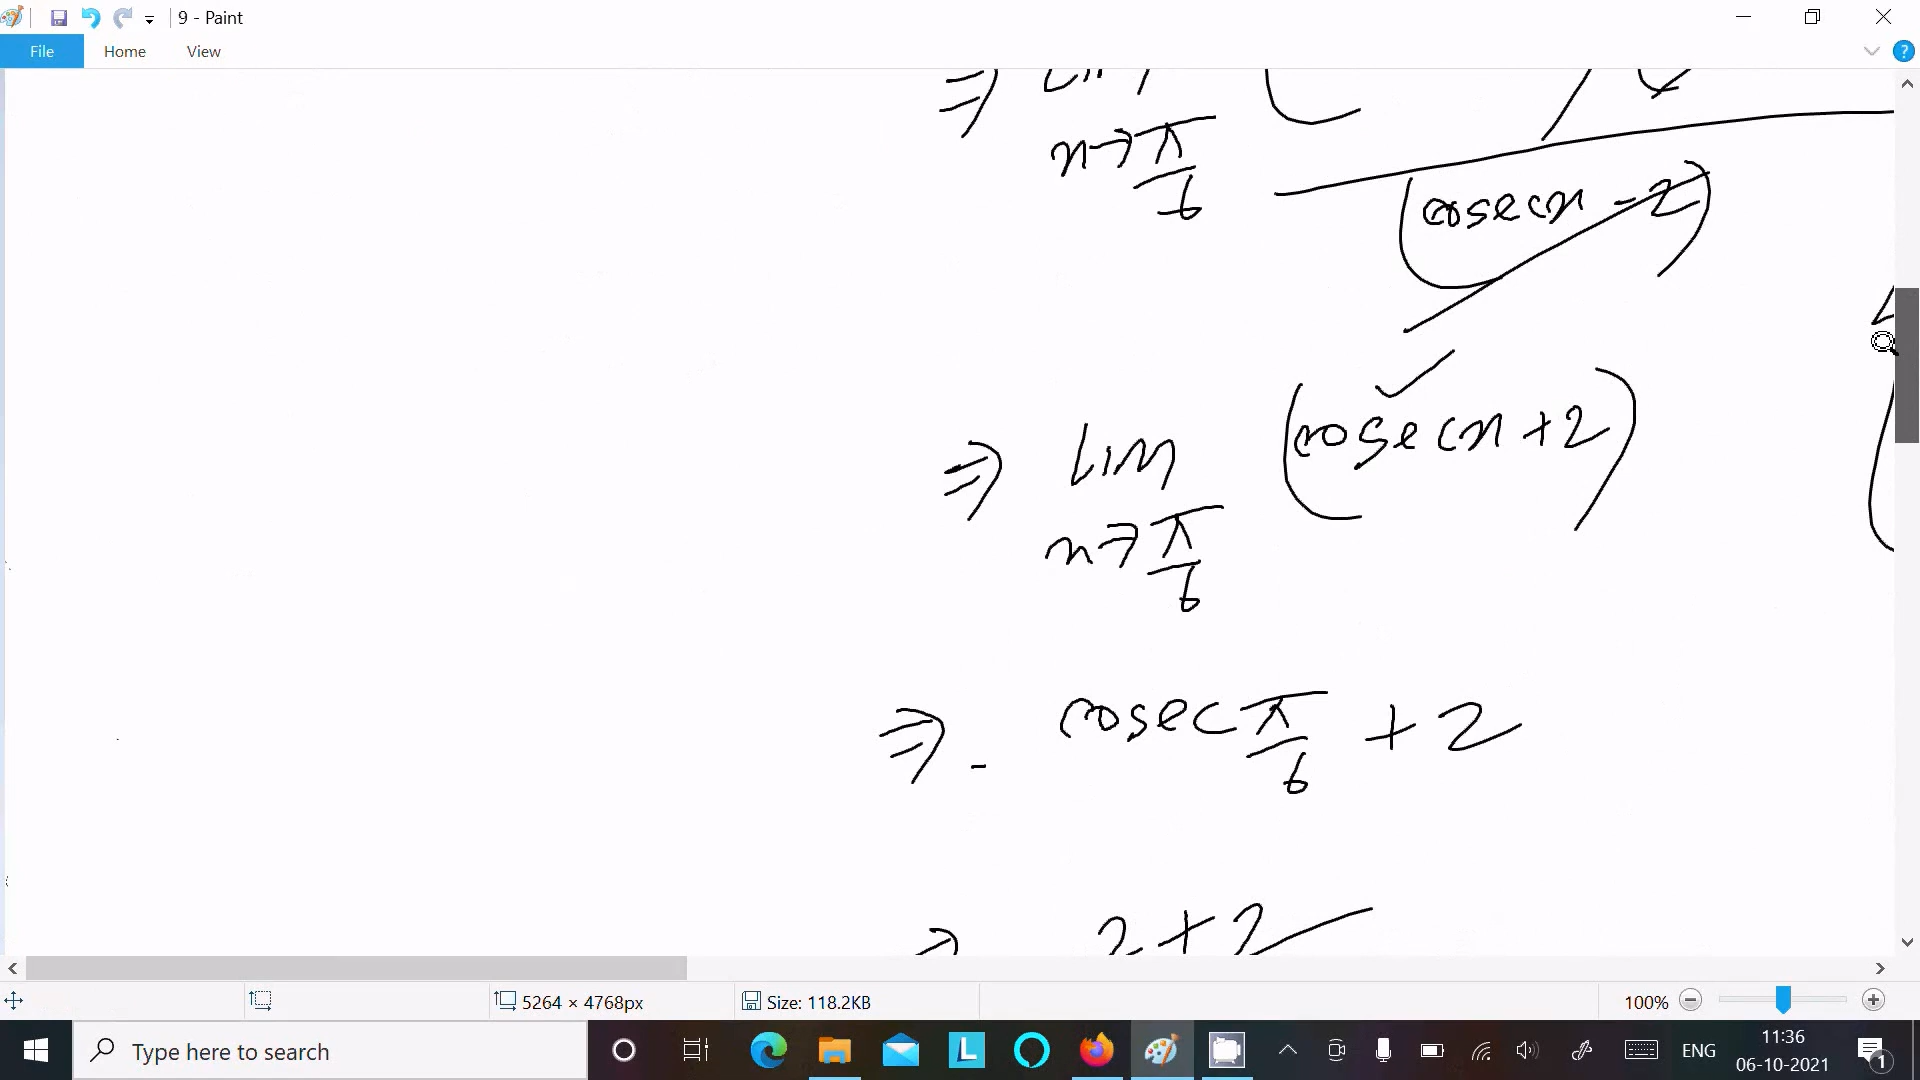 9 - Paint
File Home View
⇒ Lim
x→π/6
(cosecx - 2)
⇒ Lim (cosecx + 2)
x→π/6
⇒ cosec π/6 + 2
⇒ 2 + 2
5264 × 4768px Size: 118.2KB 100%
Type here to search
L
ENG
11:36
06-10-2021
1